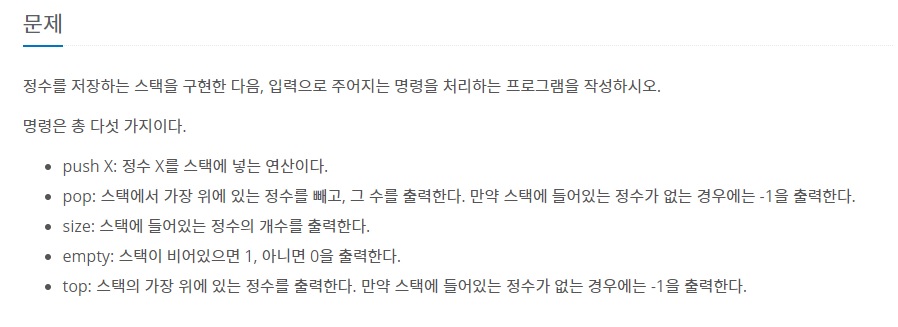 문제
정수를 저장하는 스택을 구현한 다음, 입력으로 주어지는 명령을 처리하는 프로그램을 작성하시오.
명령은 총 다섯 가지이다.
push X: 정수 X를 스택에 넣는 연산이다.
pop: 스택에서 가장 위에 있는 정수를 빼고, 그 수를 출력한다. 만약 스택에 들어있는 정수가 없는 경우에는 -1을 출력한다.
size: 스택에 들어있는 정수의 개수를 출력한다.
empty: 스택이 비어있으면 1, 아니면 0을 출력한다.
top: 스택의 가장 위에 있는 정수를 출력한다. 만약 스택에 들어있는 정수가 없는 경우에는 -1을 출력한다.